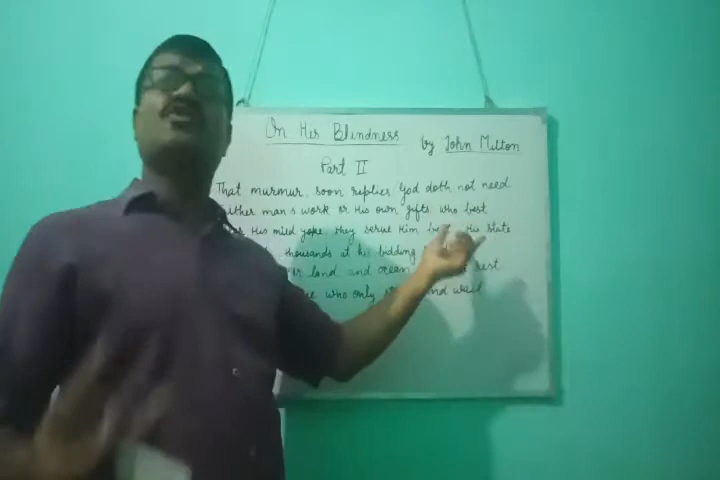 On His Blindness
by John Milton
Part II
That murmur, soon replies God doth not need
either man's work or His own gifts, who best
His mild yoke, they serve Him His state
thousands at his bidding
land and ocean rest
who only and wait